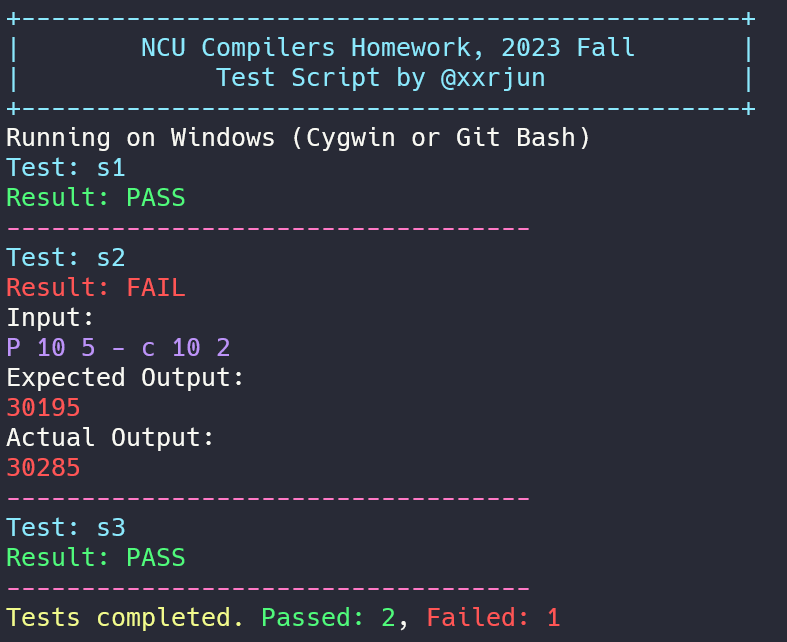 +------------------------------------------------+
|        NCU Compilers Homework, 2023 Fall       |
|             Test Script by @xxrjun             |
+------------------------------------------------+
Running on Windows (Cygwin or Git Bash)
Test: s1
Result: PASS
-----------------------------------
Test: s2
Result: FAIL
Input:
P 10 5 - c 10 2
Expected Output:
30195
Actual Output:
30285
-----------------------------------
Test: s3
Result: PASS
-----------------------------------
Tests completed. Passed: 2, Failed: 1